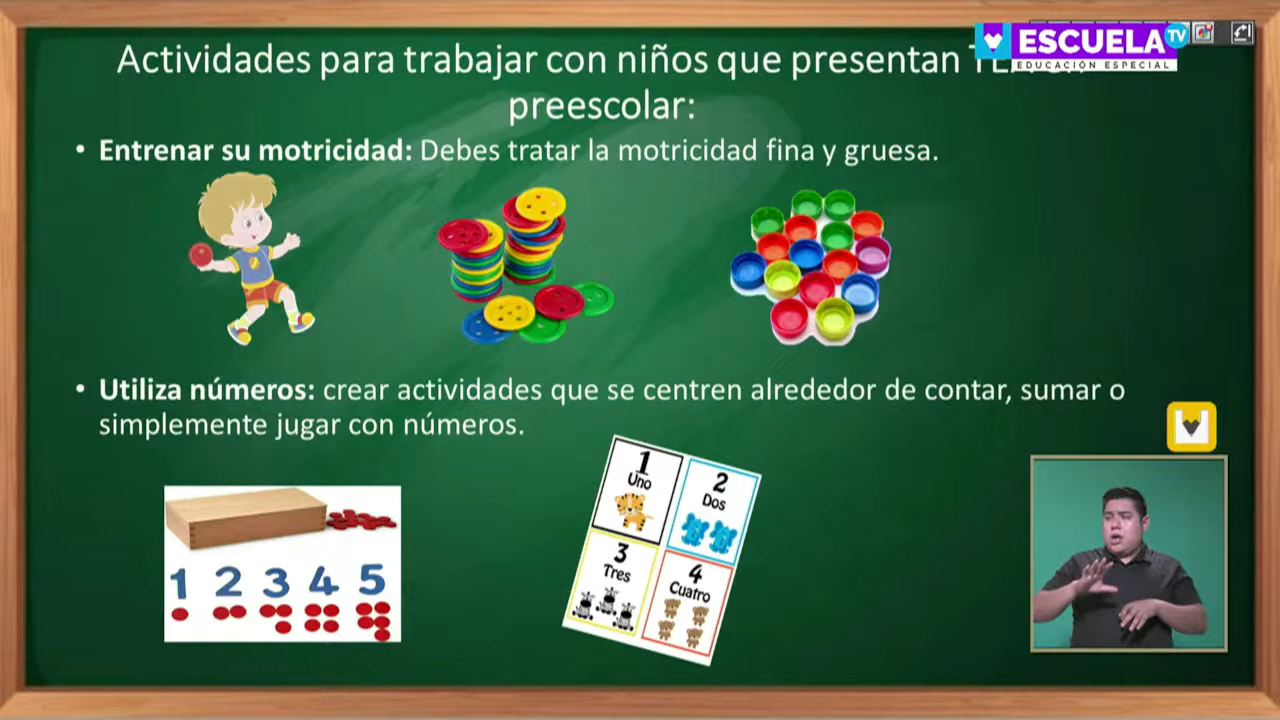 ESCUELA TV
EDUCACIÓN ESPECIAL
Actividades para trabajar con niños que presentan
preescolar:
• Entrenar su motricidad: Debes tratar la motricidad fina y gruesa.
• Utiliza números: crear actividades que se centren alrededor de contar, sumar o
simplemente jugar con números.
1 2 3 4 5
1
Uno
2
Dos
3
Tres
4
Cuatro